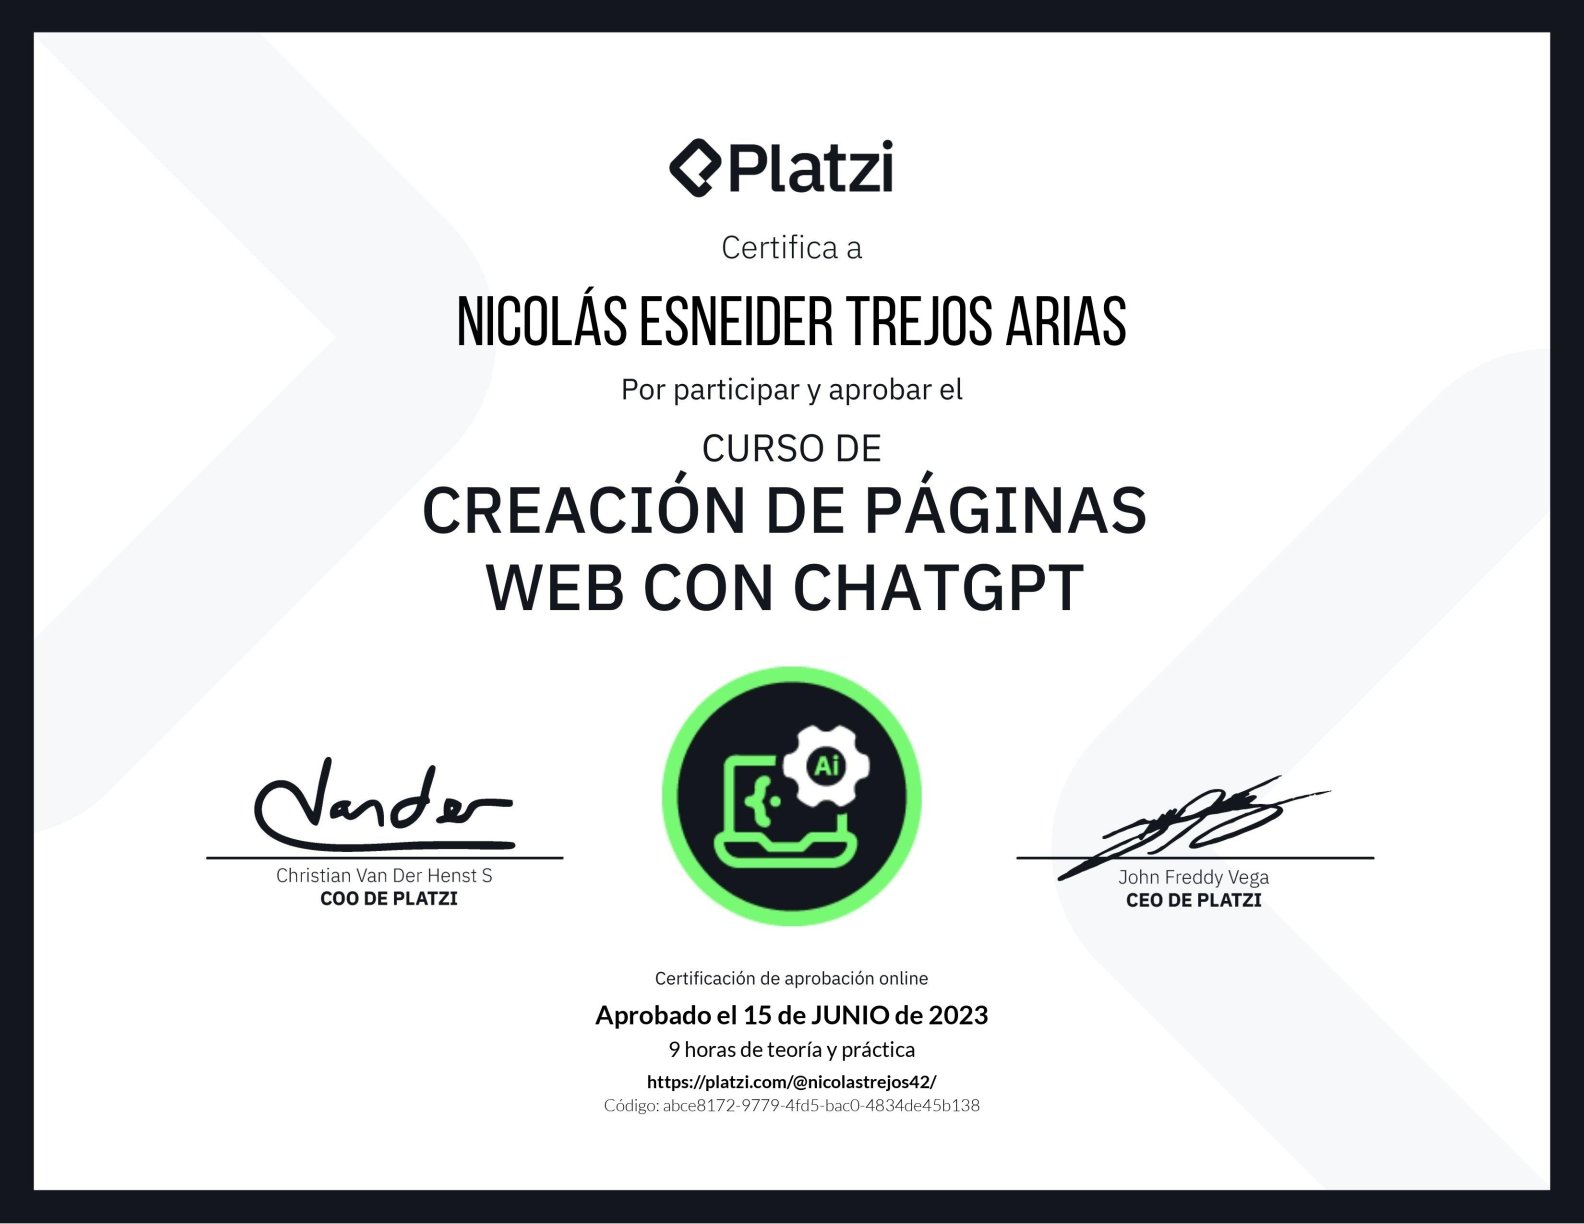 Platzi
Certifica a
NICOLÁS ESNEIDER TREJOS ARIAS
Por participar y aprobar el
CURSO DE
CREACIÓN DE PÁGINAS
WEB CON CHATGPT
Ai
Vander
Christian Van Der Henst S
COO DE PLATZI
John Freddy Vega
CEO DE PLATZI
Certificación de aprobación online
Aprobado el 15 de JUNIO de 2023
9 horas de teoría y práctica
https://platzi.com/@nicolastrejos42/
Código: abce8172-9779-4fd5-bac0-4834de45b138